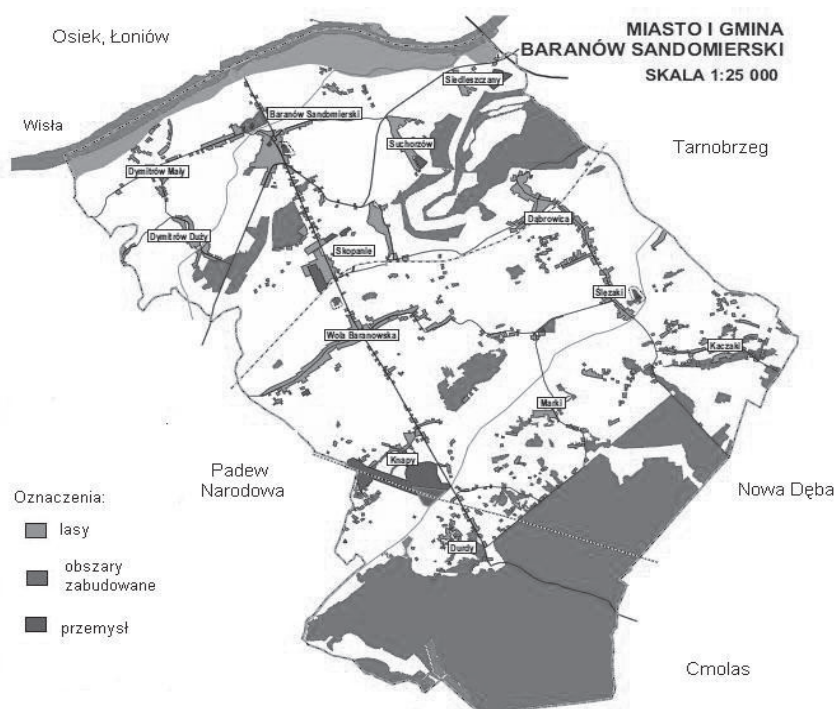 Osiek, Łoniów
MIASTO I GMINA
BARANÓW SANDOMIERSKI
SKALA 1:25 000
Siedleszczany
Baranów Sandomierski
Wisła
Suchorzów
Tarnobrzeg
Dymitrów Mały
Dąbrowica
Dymitrów Duży
Skopanie
Ślęzaki
Wola Baranowska
Kaczaki
Marki
Knapy
Padew
Narodowa
Nowa Dęba
Oznaczenia:
lasy
Durdy
obszary
zabudowane
przemysł
Cmolas